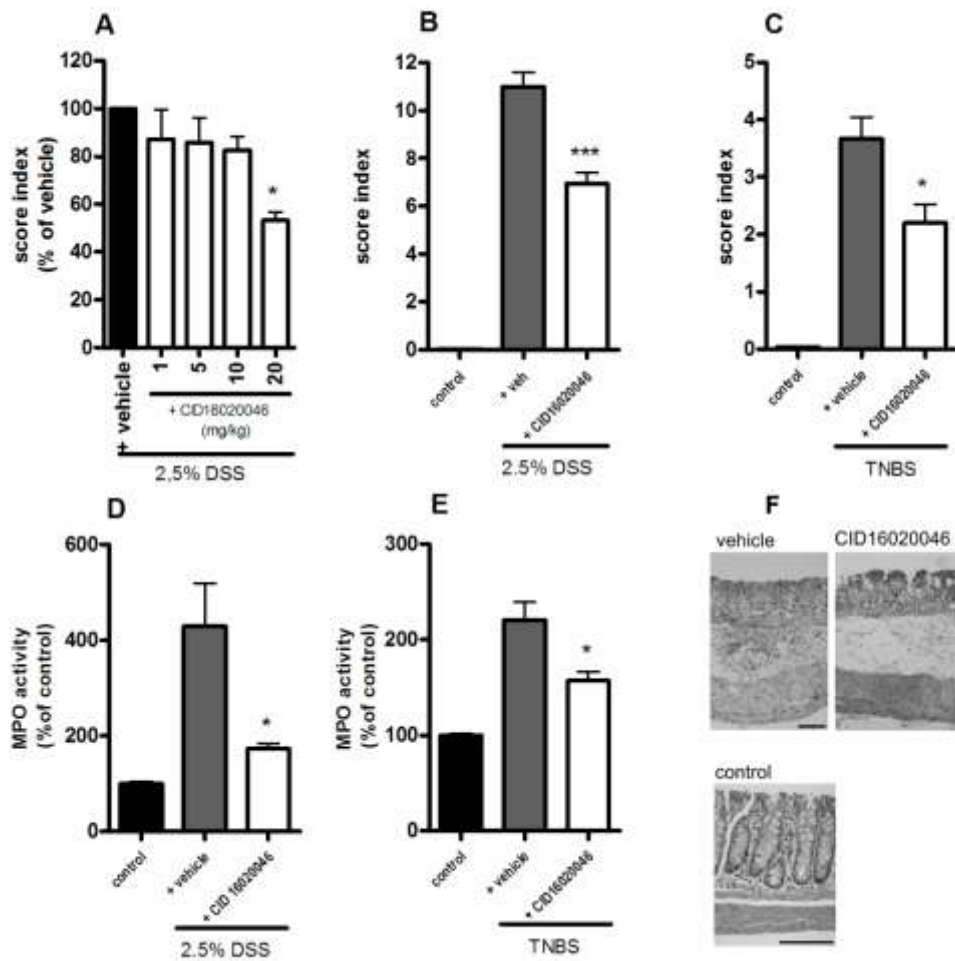 A
120
100
80
60
40
20
0
score index
(% of vehicle)
*
+ vehicle
1
5
10
20
+ CID16020046
(mg/kg)
2,5% DSS
B
12
10
8
6
4
2
0
score index
***
control
+ veh
+ CID16020046
2.5% DSS
C
5
4
3
2
1
0
score index
*
control
+ vehicle
+ CID16020046
TNBS
D
600
400
200
0
MPO activity
(%of control)
*
control
+ vehicle
+ CID 16020046
2.5% DSS
E
300
200
100
0
MPO activity
(%of control)
*
control
+ vehicle
+ CID16020046
TNBS
F
vehicle
CID16020046
control